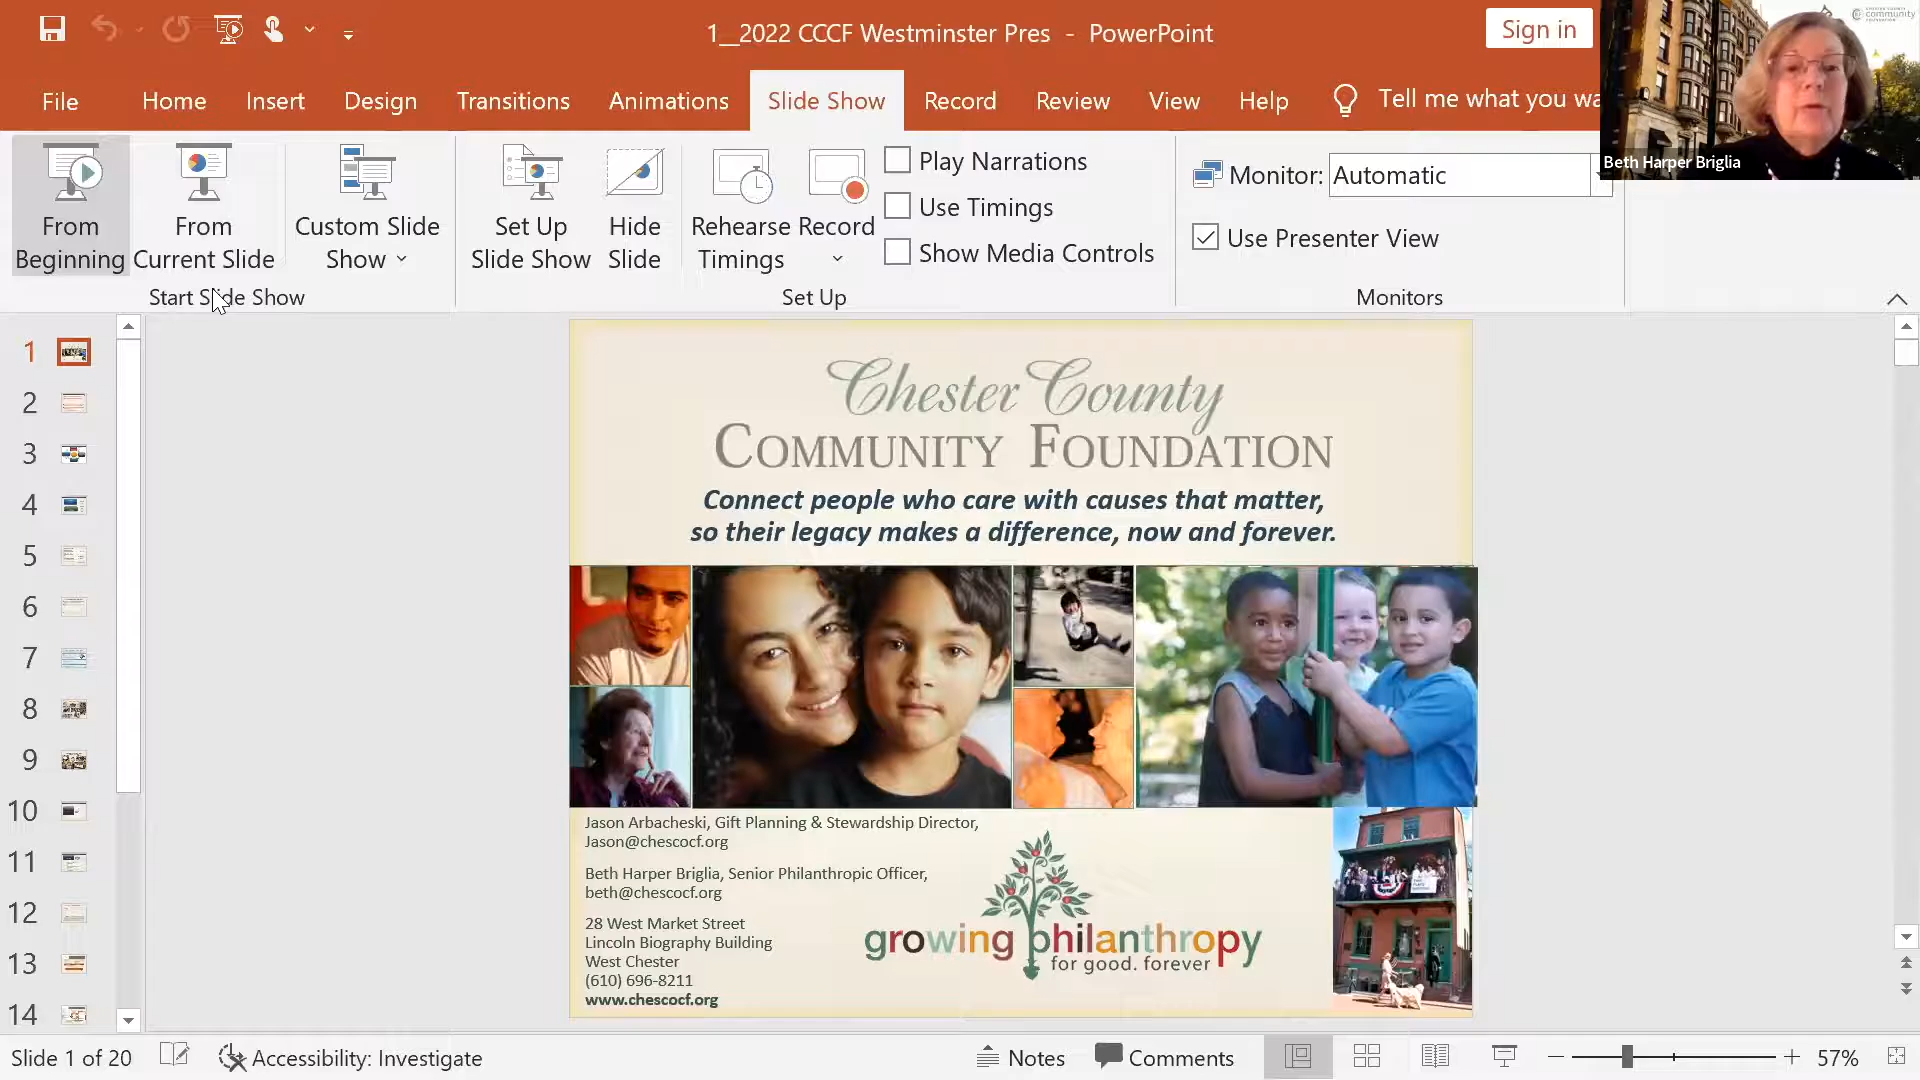 1__2022 CCCF Westminster Pres - PowerPoint
Sign in
community
File
Home
Insert
Design
Transitions
Animations
Slide Show
Record
Review
View
Help
Tell me what you wa
Beth Harper Briglia
From
Beginning
From
Current Slide
Custom Slide
Show
Start Slide Show
Set Up
Slide Show
Hide
Slide
Rehearse
Timings
Record
Play Narrations
Use Timings
Show Media Controls
Set Up
Monitor: Automatic
Use Presenter View
Monitors
1
2
3
4
5
6
7
8
9
10
11
12
13
14
Chester County
COMMUNITY FOUNDATION
Connect people who care with causes that matter,
so their legacy makes a difference, now and forever.
Jason Arbacheski, Gift Planning & Stewardship Director,
Jason@chescocf.org
Beth Harper Briglia, Senior Philanthropic Officer,
beth@chescocf.org
28 West Market Street
Lincoln Biography Building
West Chester
(610) 696-8211
www.chescocf.org
growing philanthropy
for good. forever
Slide 1 of 20
Accessibility: Investigate
Notes
Comments
57%